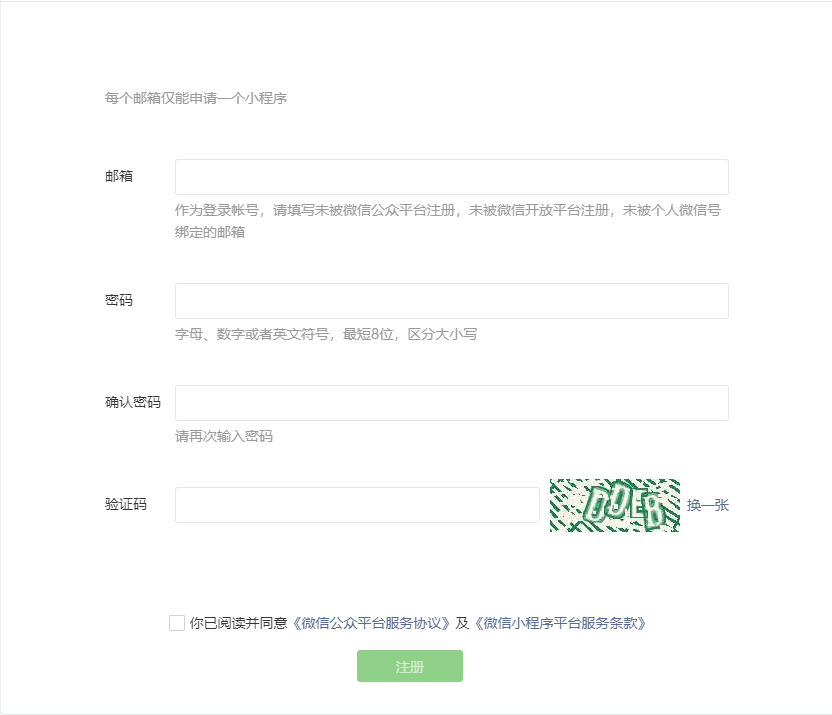 每个邮箱仅能申请一个小程序
邮箱
作为登录帐号，请填写未被微信公众平台注册，未被微信开放平台注册，未被个人微信号
绑定的邮箱
密码
字母、数字或者英文符号，最短8位，区分大小写
确认密码
请再次输入密码
验证码
换一张
你已阅读并同意《微信公众平台服务协议》及《微信小程序平台服务条款》
注册